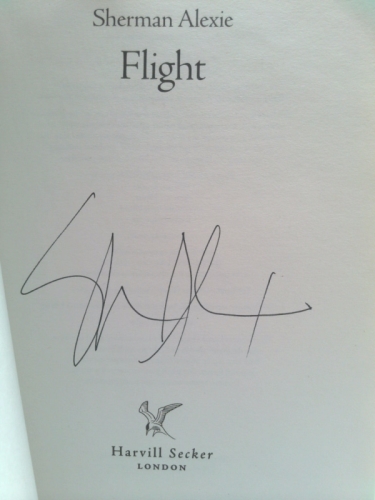 Sherman Alexie
Flight
Harvill Secker
LONDON